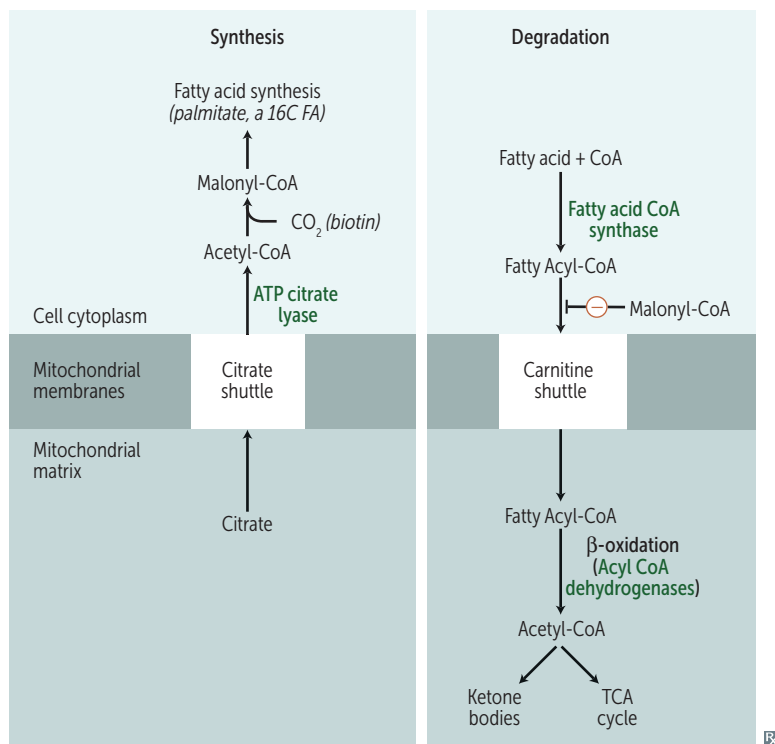 Synthesis
Fatty acid synthesis
(palmitate, a 16C FA)
Malonyl-CoA
CO2 (biotin)
Acetyl-CoA
ATP citrate
lyase
Cell cytoplasm
Mitochondrial
membranes
Citrate
shuttle
Mitochondrial
matrix
Citrate
Degradation
Fatty acid + CoA
Fatty acid CoA
synthase
Fatty Acyl-CoA
−
Malonyl-CoA
Carnitine
shuttle
Fatty Acyl-CoA
β-oxidation
(Acyl CoA
dehydrogenases)
Acetyl-CoA
Ketone
bodies
TCA
cycle
℞